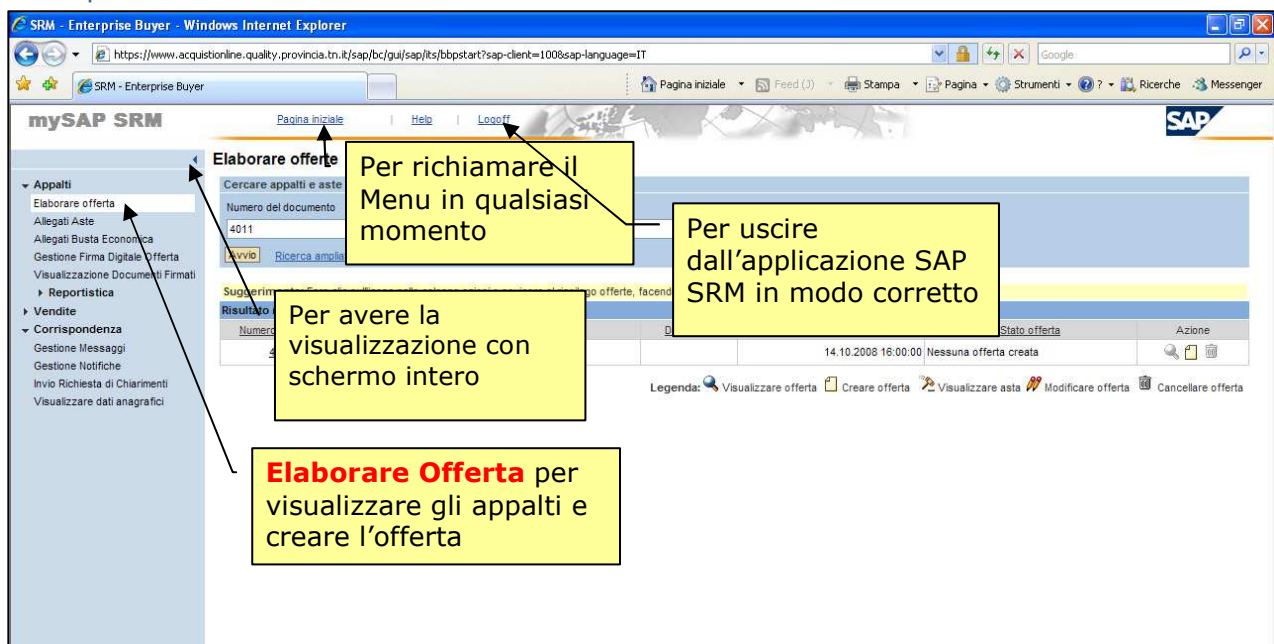 SRM - Enterprise Buyer - Windows Internet Explorer
https://www.acquistionline.quality.provincia.tn.it/sap/bc/gui/sap/its/bbpstart?sap-client=100&sap-language=IT
Google
SRM - Enterprise Buyer
Pagina iniziale Feed (J) Stampa Pagina Strumenti ? Ricerche Messenger
mySAP SRM
Pagina iniziale | Help | Logoff
SAP
Elaborare offerte
Appalti
Elaborare offerta
Allegati Aste
Allegati Busta Economica
Gestione Firma Digitale Offerta
Visualizzazione Documenti Firmati
Reportistica
Vendite
Corrispondenza
Gestione Messaggi
Gestione Notifiche
Invio Richiesta di Chiarimenti
Visualizzare dati anagrafici
Cercare appalti e aste
Numero del documento
4011
Avvio Ricerca
Suggerimento
offerte, facend
Risultato
Stato offerta Azione
14.10.2008 16:00:00 Nessuna offerta creata
Legenda: Visualizzare offerta Creare offerta Visualizzare asta Modificare offerta Cancellare offerta
Per richiamare il
Menu in qualsiasi
momento
Per uscire
dall'applicazione SAP
SRM in modo corretto
Per avere la
visualizzazione con
schermo intero
Elaborare Offerta per
visualizzare gli appalti e
creare l'offerta